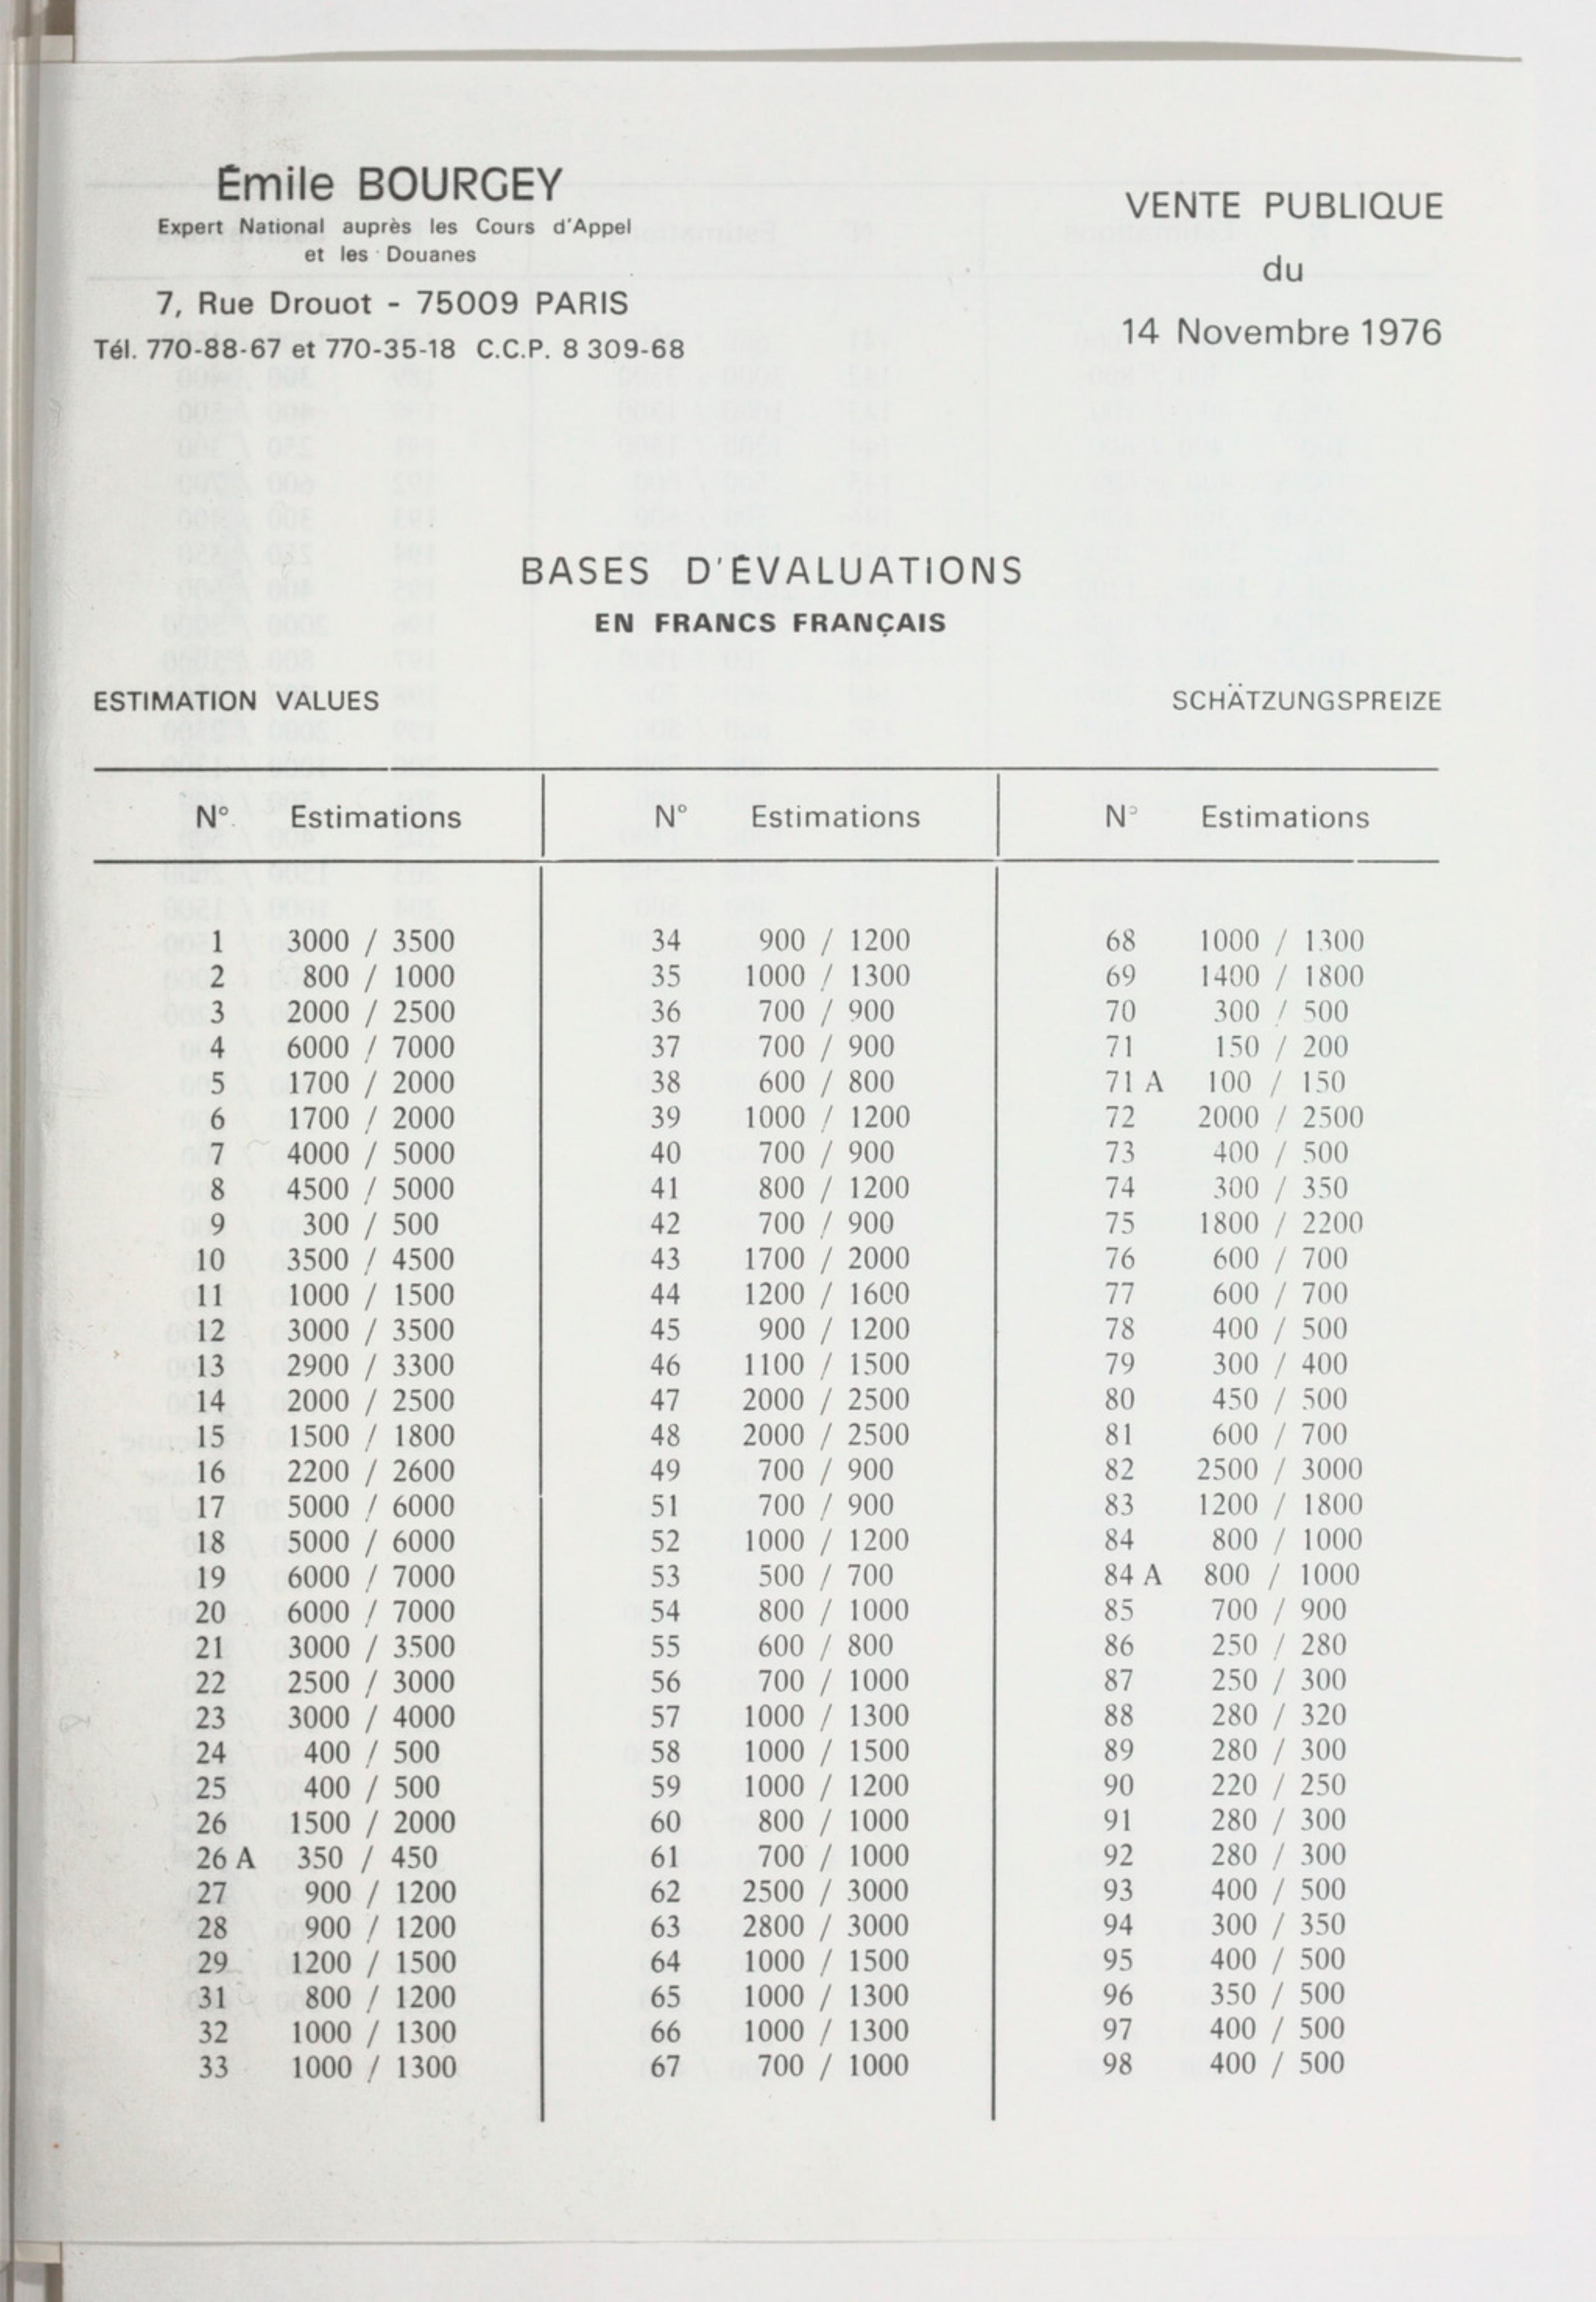 Émile BOURGEY
Expert National auprès les Cours d'Appel
et les Douanes
7, Rue Drouot - 75009 PARIS
Tél. 770-88-67 et 770-35-18 C.C.P. 8 309-68
VENTE PUBLIQUE
du
14 Novembre 1976
BASES D'ÉVALUATIONS
EN FRANCS FRANÇAIS
ESTIMATION VALUES SCHÄTZUNGSPREIZE
N° Estimations N° Estimations N° Estimations
1 3000 / 3500 34 900 / 1200 68 1000 / 1300
2 800 / 1000 35 1000 / 1300 69 1400 / 1800
3 2000 / 2500 36 700 / 900 70 300 / 500
4 6000 / 7000 37 700 / 900 71 150 / 200
5 1700 / 2000 38 600 / 800 71 A 100 / 150
6 1700 / 2000 39 1000 / 1200 72 2000 / 2500
7 4000 / 5000 40 700 / 900 73 400 / 500
8 4500 / 5000 41 800 / 1200 74 300 / 350
9 300 / 500 42 700 / 900 75 1800 / 2200
10 3500 / 4500 43 1700 / 2000 76 600 / 700
11 1000 / 1500 44 1200 / 1600 77 600 / 700
12 3000 / 3500 45 900 / 1200 78 400 / 500
13 2900 / 3300 46 1100 / 1500 79 300 / 400
14 2000 / 2500 47 2000 / 2500 80 450 / 500
15 1500 / 1800 48 2000 / 2500 81 600 / 700
16 2200 / 2600 49 700 / 900 82 2500 / 3000
17 5000 / 6000 51 700 / 900 83 1200 / 1800
18 5000 / 6000 52 1000 / 1200 84 800 / 1000
19 6000 / 7000 53 500 / 700 84 A 800 / 1000
20 6000 / 7000 54 800 / 1000 85 700 / 900
21 3000 / 3500 55 600 / 800 86 250 / 280
22 2500 / 3000 56 700 / 1000 87 250 / 300
23 3000 / 4000 57 1000 / 1300 88 280 / 320
24 400 / 500 58 1000 / 1500 89 280 / 300
25 400 / 500 59 1000 / 1200 90 220 / 250
26 1500 / 2000 60 800 / 1000 91 280 / 300
26 A 350 / 450 61 700 / 1000 92 280 / 300
27 900 / 1200 62 2500 / 3000 93 400 / 500
28 900 / 1200 63 2800 / 3000 94 300 / 350
29 1200 / 1500 64 1000 / 1500 95 400 / 500
31 800 / 1200 65 1000 / 1300 96 350 / 500
32 1000 / 1300 66 1000 / 1300 97 400 / 500
33 1000 / 1300 67 700 / 1000 98 400 / 500